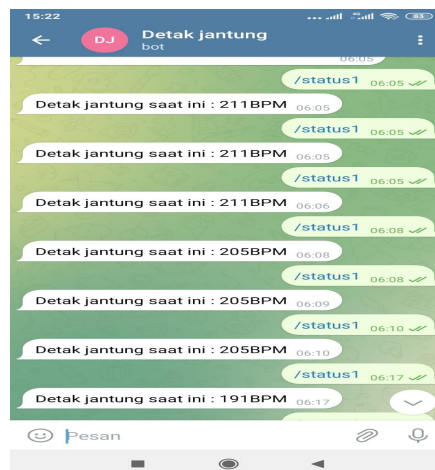 15:22
83
DJ
Detak jantung
bot
06:05
/status1 06:05
Detak jantung saat ini : 211BPM 06:05
/status1 06:05
Detak jantung saat ini : 211BPM 06:05
/status1 06:05
Detak jantung saat ini : 211BPM 06:06
/status1 06:08
Detak jantung saat ini : 205BPM 06:08
/status1 06:08
Detak jantung saat ini : 205BPM 06:09
/status1 06:10
Detak jantung saat ini : 205BPM 06:10
/status1 06:17
Detak jantung saat ini : 191BPM 06:17
Pesan